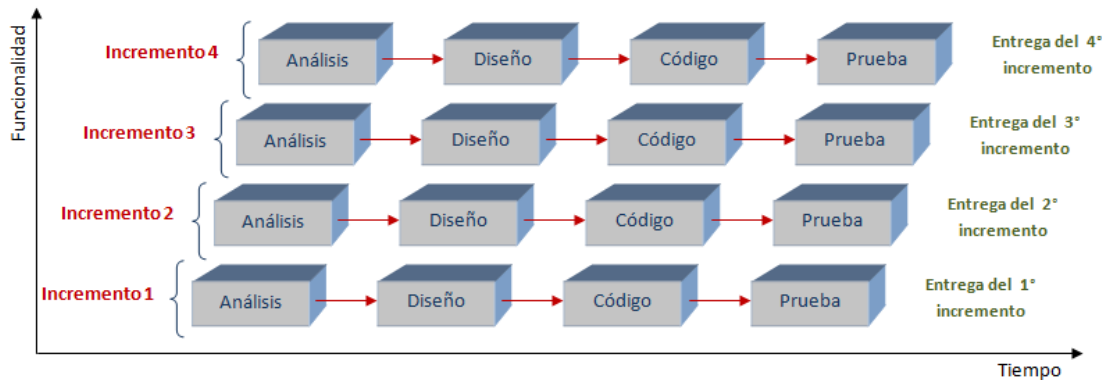 Funcionalidad
Incremento 4
Análisis
Diseño
Código
Prueba
Entrega del 4°
incremento
Incremento 3
Análisis
Diseño
Código
Prueba
Entrega del 3°
incremento
Incremento 2
Análisis
Diseño
Código
Prueba
Entrega del 2°
incremento
Incremento 1
Análisis
Diseño
Código
Prueba
Entrega del 1°
incremento
Tiempo